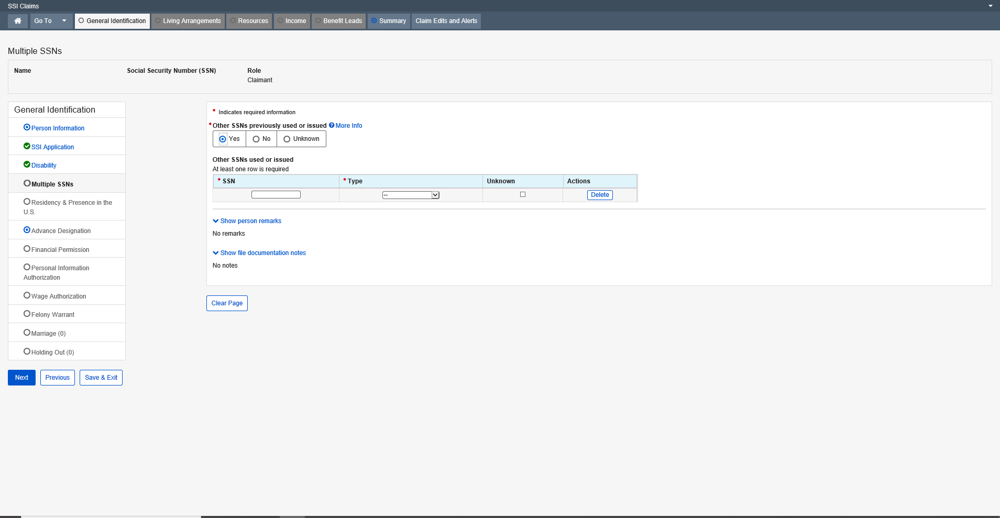 SSI Claims
Go To
General Identification
Living Arrangements
Resources
Income
Benefit Leads
Summary
Claim Edits and Alerts
Multiple SSNs
Name
Social Security Number (SSN)
Role
Claimant
General Identification
Person Information
SSI Application
Disability
Multiple SSNs
Residency & Presence in the
U.S.
Advance Designation
Financial Permission
Personal Information
Authorization
Wage Authorization
Felony Warrant
Marriage (0)
Holding Out (0)
Next
Previous
Save & Exit
* Indicates required information
* Other SSNs previously used or issued ? More Info
Yes
No
Unknown
Other SSNs used or issued
At least one row is required
* SSN
* Type
Unknown
Actions
--
Delete
Show person remarks
No remarks
Show file documentation notes
No notes
Clear Page